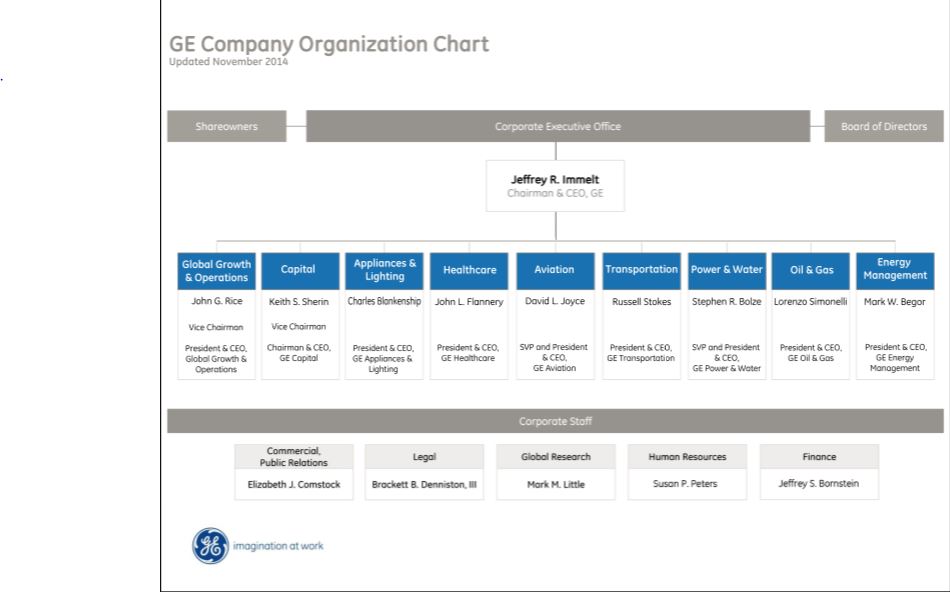 GE Company Organization Chart
Updated November 2014
Shareowners
Corporate Executive Office
Board of Directors
Jeffrey R. Immelt
Chairman & CEO, GE
Global Growth
& Operations
John G. Rice
Vice Chairman
President & CEO,
Global Growth &
Operations
Capital
Keith S. Sherin
Vice Chairman
Chairman & CEO,
GE Capital
Appliances &
Lighting
Charles Blankenship
President & CEO,
GE Appliances &
Lighting
Healthcare
John L. Flannery
President & CEO,
GE Healthcare
Aviation
David L. Joyce
SVP and President
& CEO,
GE Aviation
Transportation
Russell Stokes
President & CEO,
GE Transportation
Power & Water
Stephen R. Bolze
SVP and President
& CEO,
GE Power & Water
Oil & Gas
Lorenzo Simonelli
President & CEO,
GE Oil & Gas
Energy
Management
Mark W. Begor
President & CEO,
GE Energy
Management
Corporate Staff
Commercial,
Public Relations
Elizabeth J. Comstock
Legal
Brackett B. Denniston, III
Global Research
Mark M. Little
Human Resources
Susan P. Peters
Finance
Jeffrey S. Bornstein
GE
imagination at work